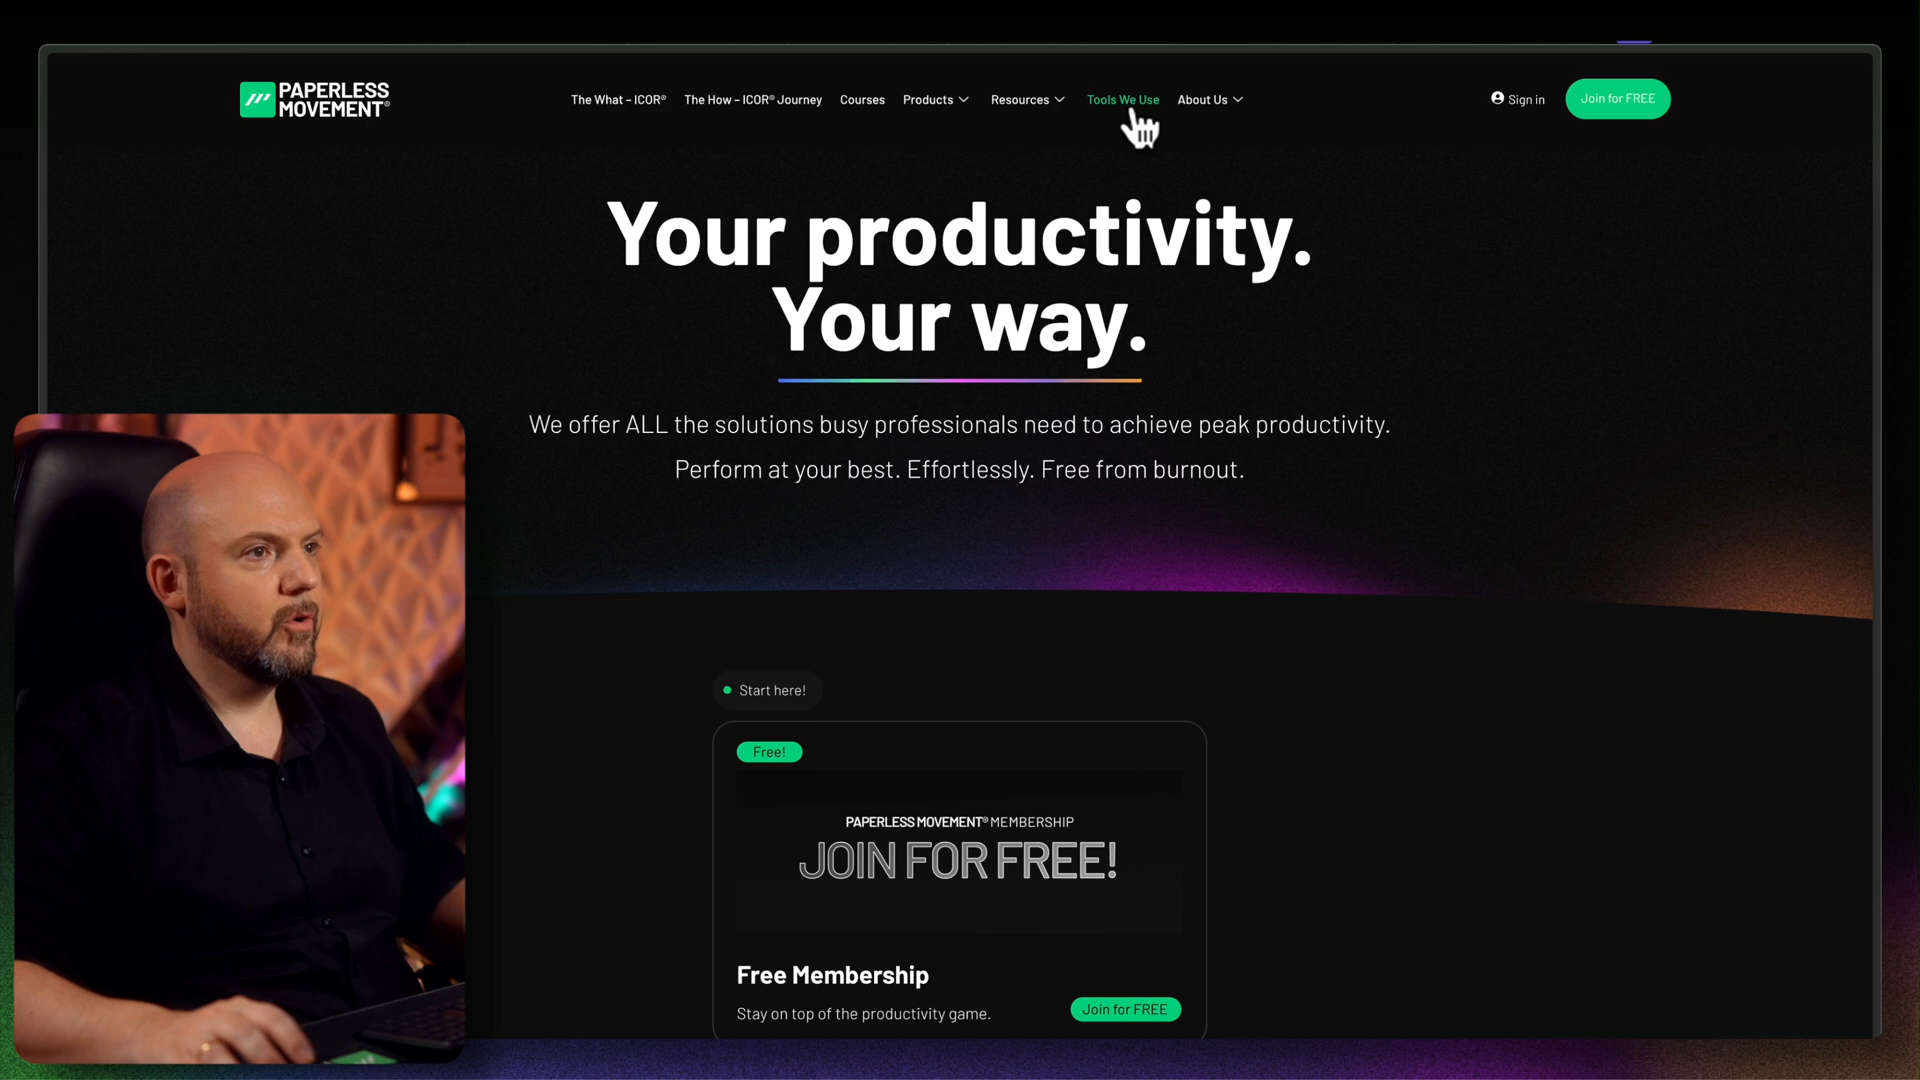 PAPERLESS
MOVEMENT®
The What – ICOR®
The How – ICOR® Journey
Courses
Products
Resources
Tools We Use
About Us
Sign in
Join for FREE
Your productivity.
Your way.
We offer ALL the solutions busy professionals need to achieve peak productivity.
Perform at your best. Effortlessly. Free from burnout.
Start here!
Free!
PAPERLESS MOVEMENT® MEMBERSHIP
JOIN FOR FREE!
Free Membership
Stay on top of the productivity game.
Join for FREE